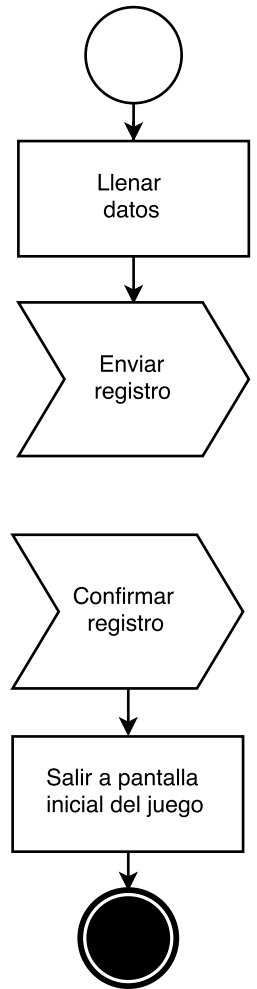 Llenar
datos
Enviar
registro
Confirmar
registro
Salir a pantalla
inicial del juego